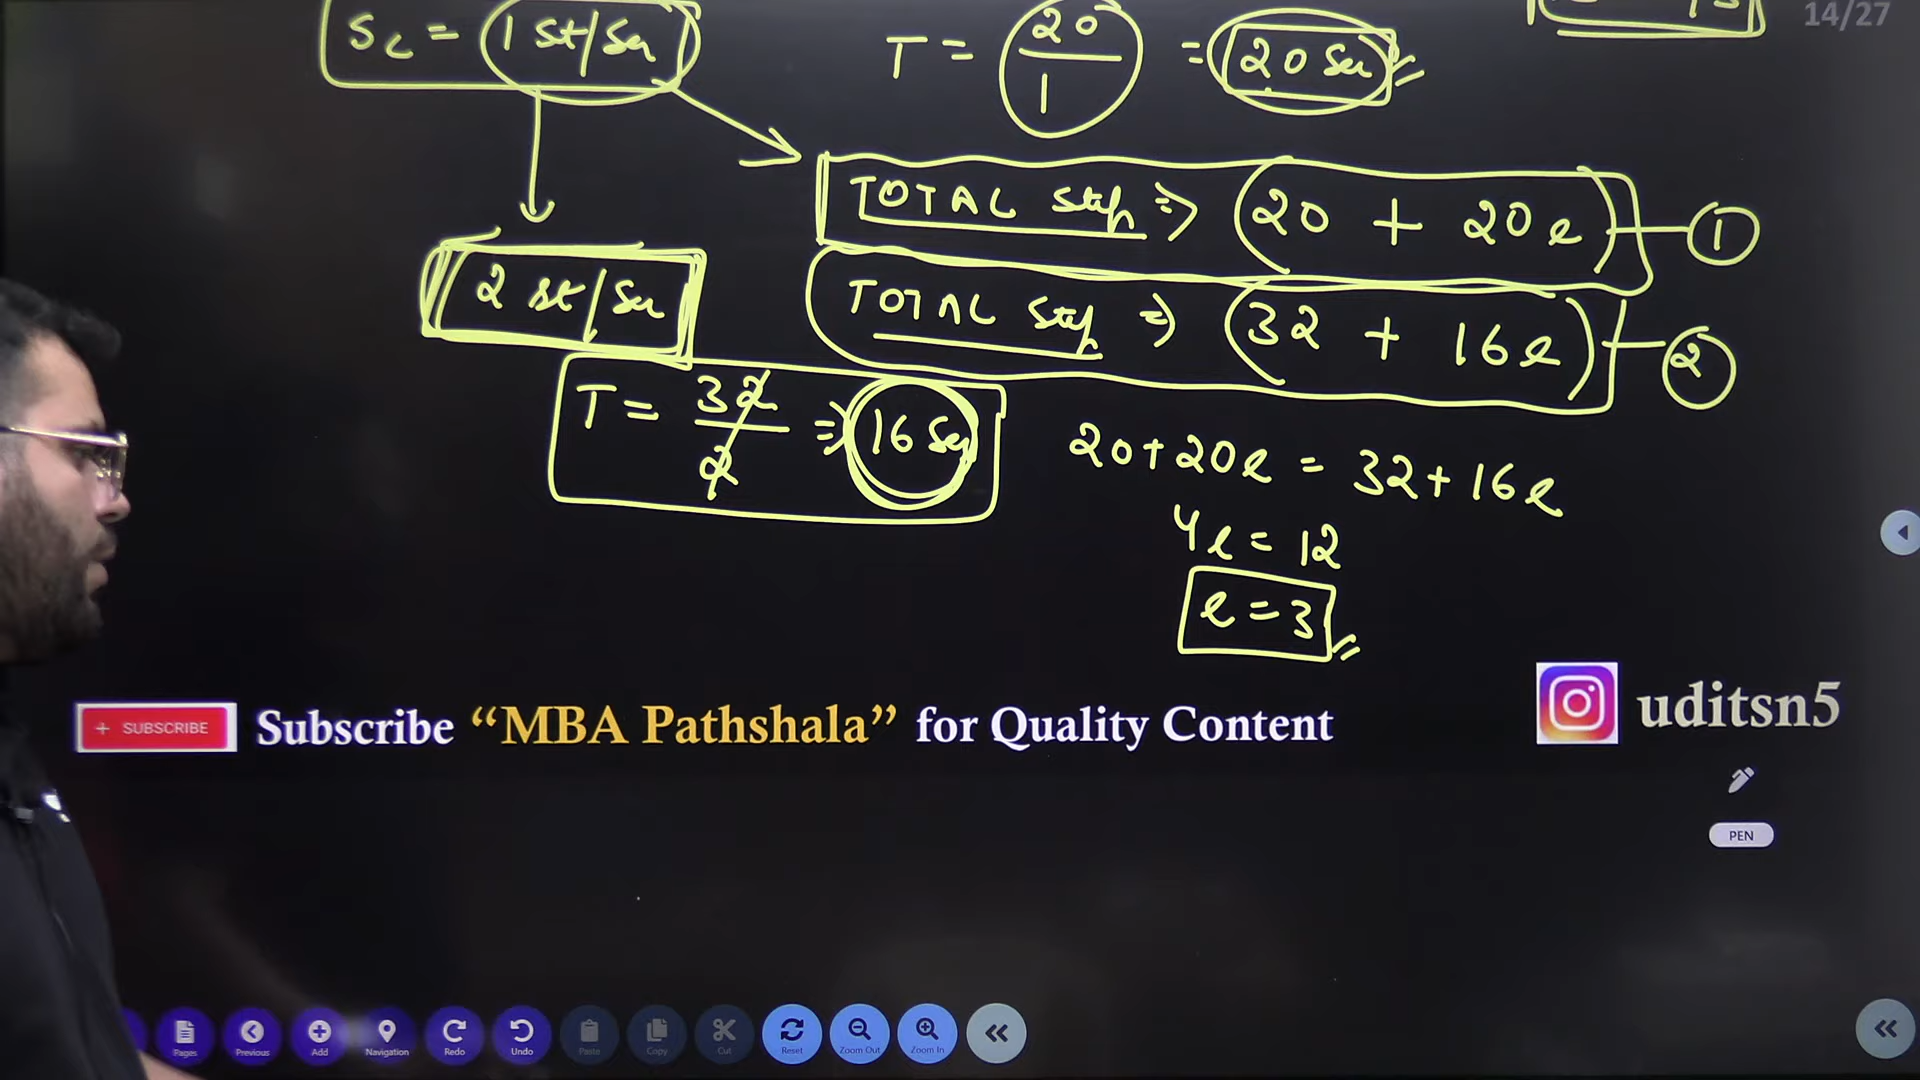 14/27
Sc = 1 st/sec
T = 20/1 = 20 Sec
TOTAL Step ⇒ (20 + 20e) — 1
2 st/sec
TOTAL Step ⇒ (32 + 16e) — 2
T = 32/2 ⇒ 16 Sec
20+20e = 32+16e
4e = 12
e = 3
+ SUBSCRIBE
Subscribe “MBA Pathshala” for Quality Content
uditsn5
PEN
Pages
Previous
Add
Navigation
Redo
Undo
Paste
Copy
Cut
Reset
Zoom Out
Zoom In